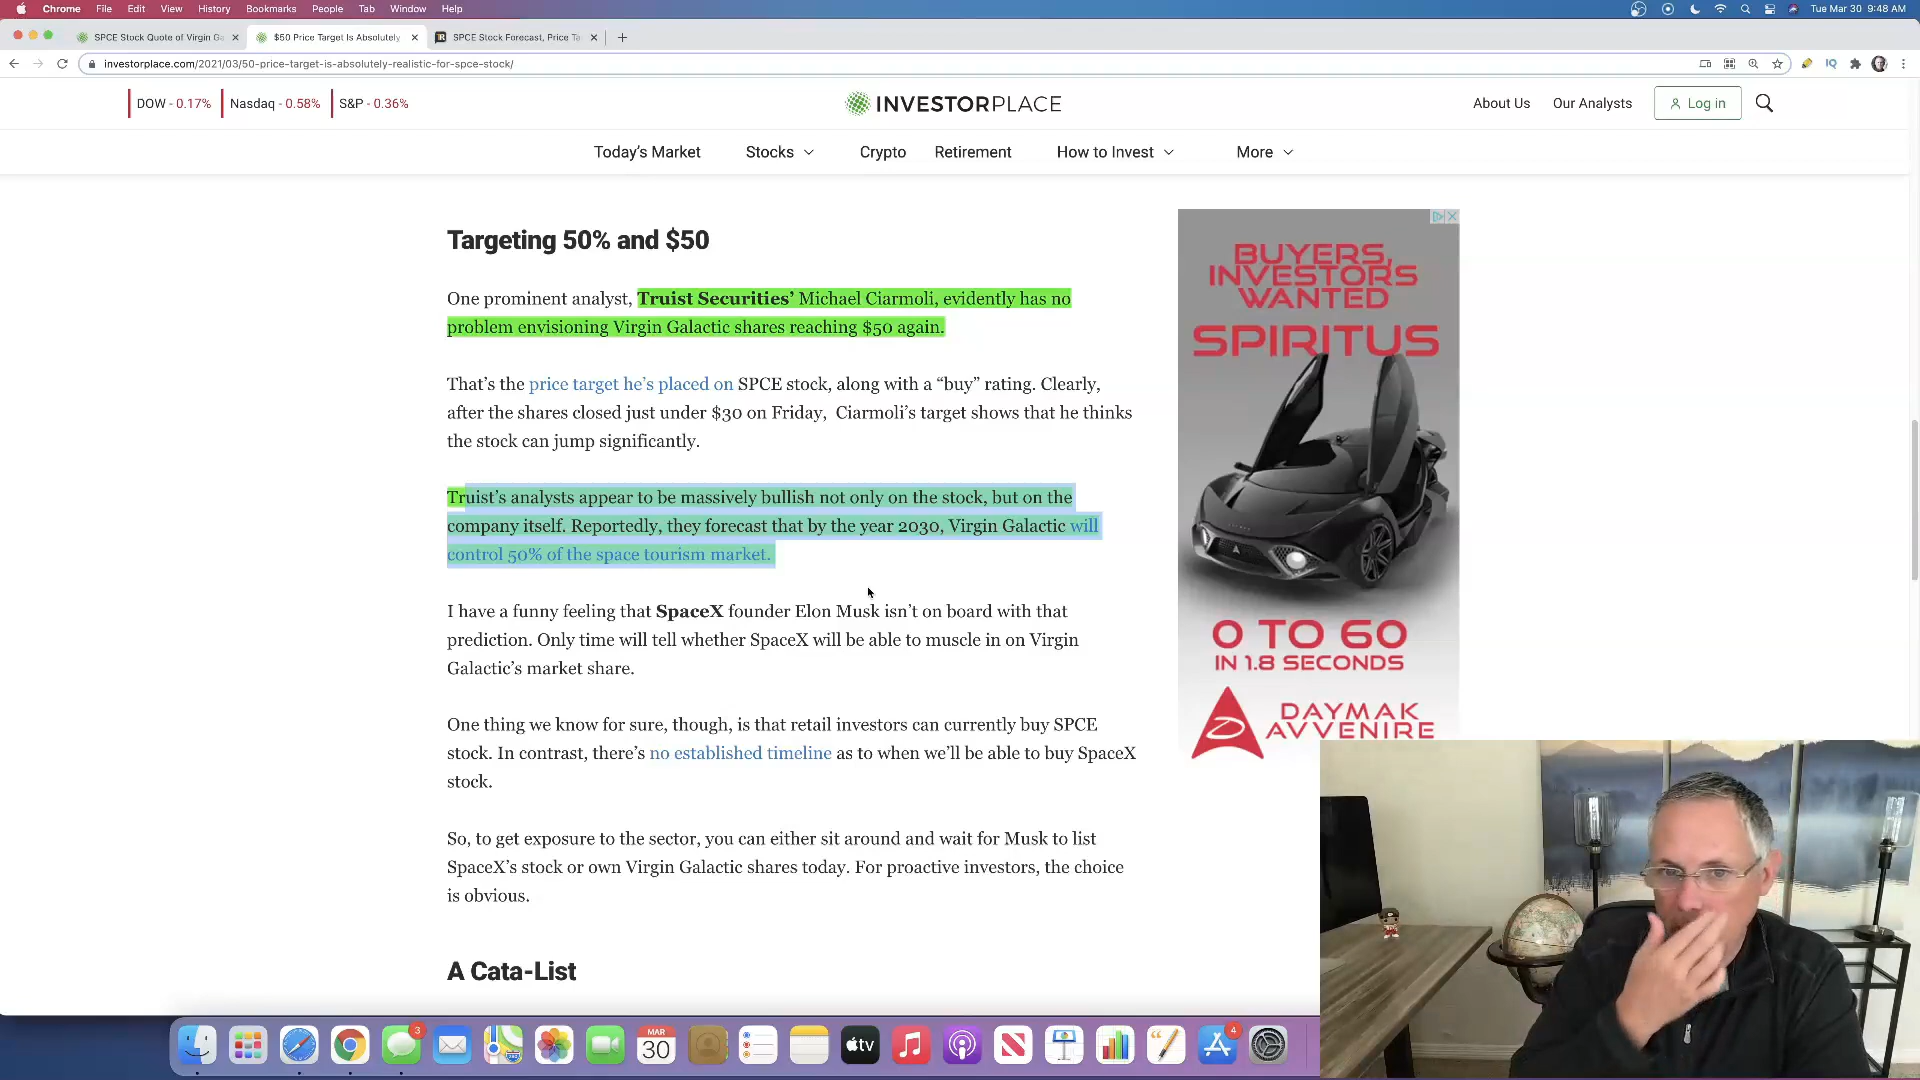 Chrome File Edit View History Bookmarks People Tab Window Help Tue Mar 30 9:48 AM
SPCE Stock Quote of Virgin Ga $50 Price Target Is Absolutely SPCE Stock Forecast, Price Ta
investorplace.com/2021/03/50-price-target-is-absolutely-realistic-for-spce-stock/
DOW - 0.17% Nasdaq - 0.58% S&P - 0.36% INVESTORPLACE About Us Our Analysts Log in
Today's Market Stocks Crypto Retirement How to Invest More
Targeting 50% and $50
One prominent analyst, Truist Securities' Michael Ciarmoli, evidently has no
problem envisioning Virgin Galactic shares reaching $50 again.
That's the price target he's placed on SPCE stock, along with a “buy” rating. Clearly,
after the shares closed just under $30 on Friday, Ciarmoli's target shows that he thinks
the stock can jump significantly.
Truist's analysts appear to be massively bullish not only on the stock, but on the
company itself. Reportedly, they forecast that by the year 2030, Virgin Galactic will
control 50% of the space tourism market.
I have a funny feeling that SpaceX founder Elon Musk isn't on board with that
prediction. Only time will tell whether SpaceX will be able to muscle in on Virgin
Galactic's market share.
One thing we know for sure, though, is that retail investors can currently buy SPCE
stock. In contrast, there's no established timeline as to when we'll be able to buy SpaceX
stock.
So, to get exposure to the sector, you can either sit around and wait for Musk to list
SpaceX's stock or own Virgin Galactic shares today. For proactive investors, the choice
is obvious.
A Cata-List
BUYERS,
INVESTORS
WANTED
SPIRITUS
0 TO 60
IN 1.8 SECONDS
DAYMAK
AVVENIRE
3
MAR
30
tv
4